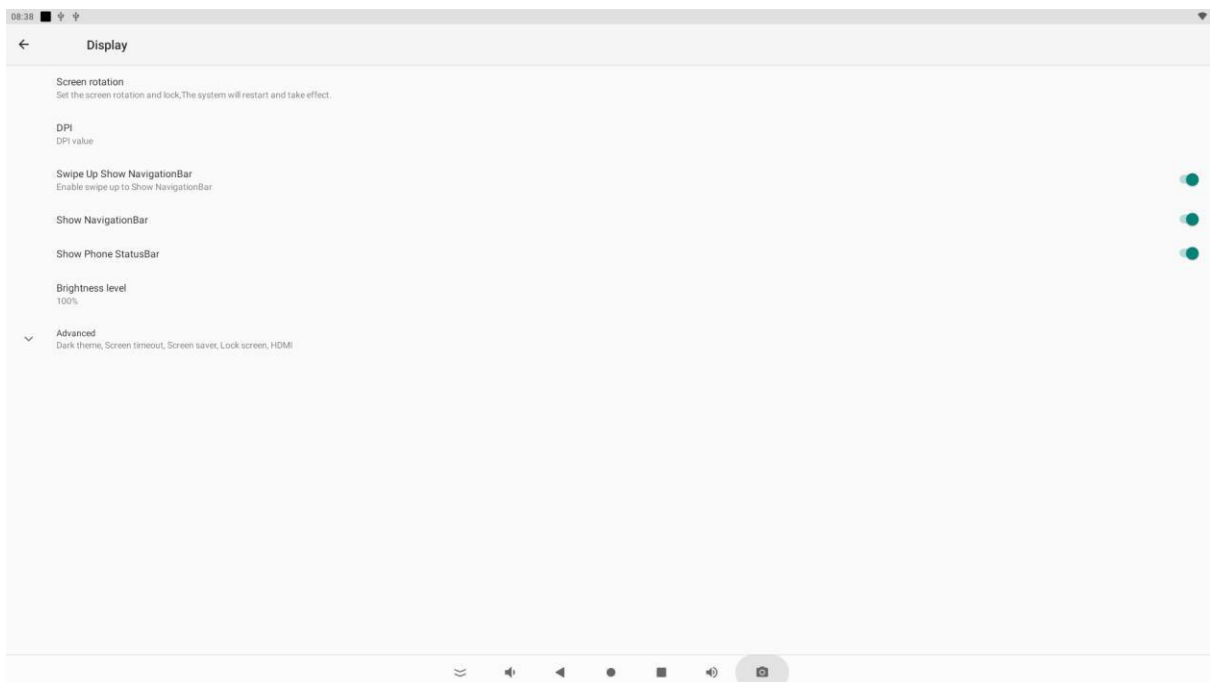 08:38
Display
Screen rotation
Set the screen rotation and lock,The system will restart and take effect.
DPI
DPI value
Swipe Up Show NavigationBar
Enable swipe up to Show NavigationBar
Show NavigationBar
Show Phone StatusBar
Brightness level
100%
Advanced
Dark theme, Screen timeout, Screen saver, Lock screen, HDMI